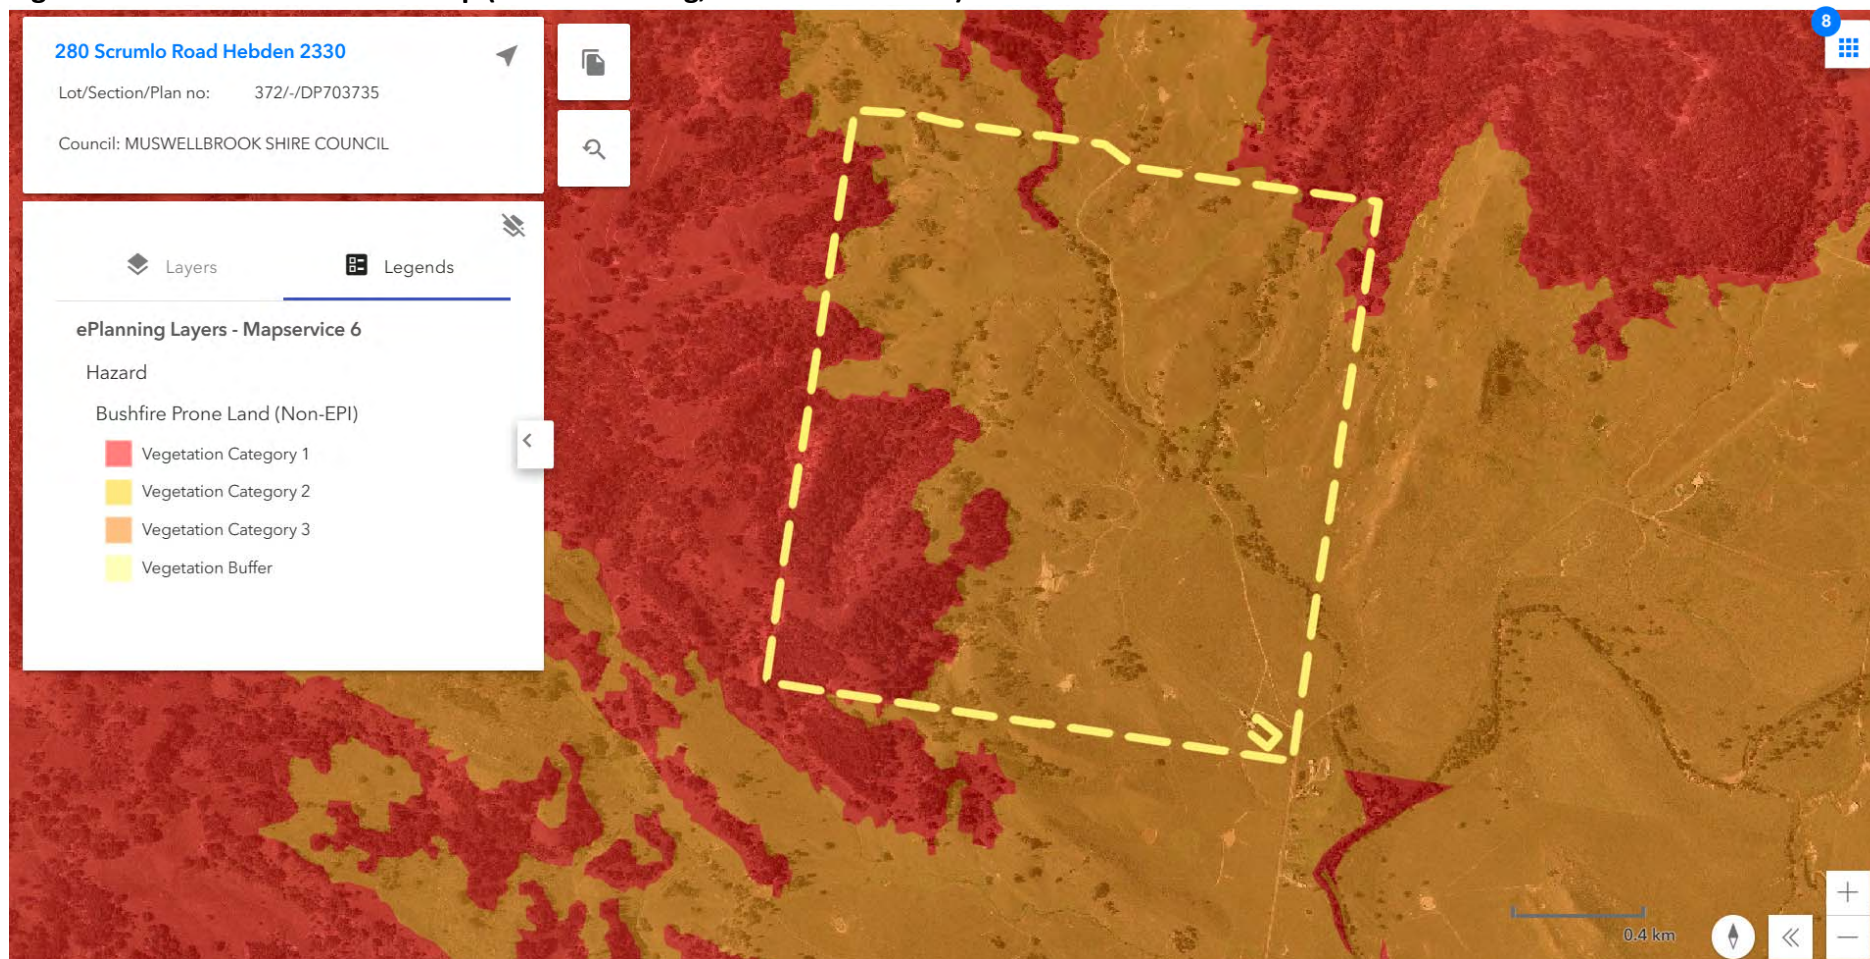 280 Scrumlo Road Hebden 2330
Lot/Section/Plan no: 372/-/DP703735
Council: MUSWELLBROOK SHIRE COUNCIL
8
Layers
Legends
ePlanning Layers - Mapservice 6
Hazard
Bushfire Prone Land (Non-EPI)
Vegetation Category 1
Vegetation Category 2
Vegetation Category 3
Vegetation Buffer
0.4 km